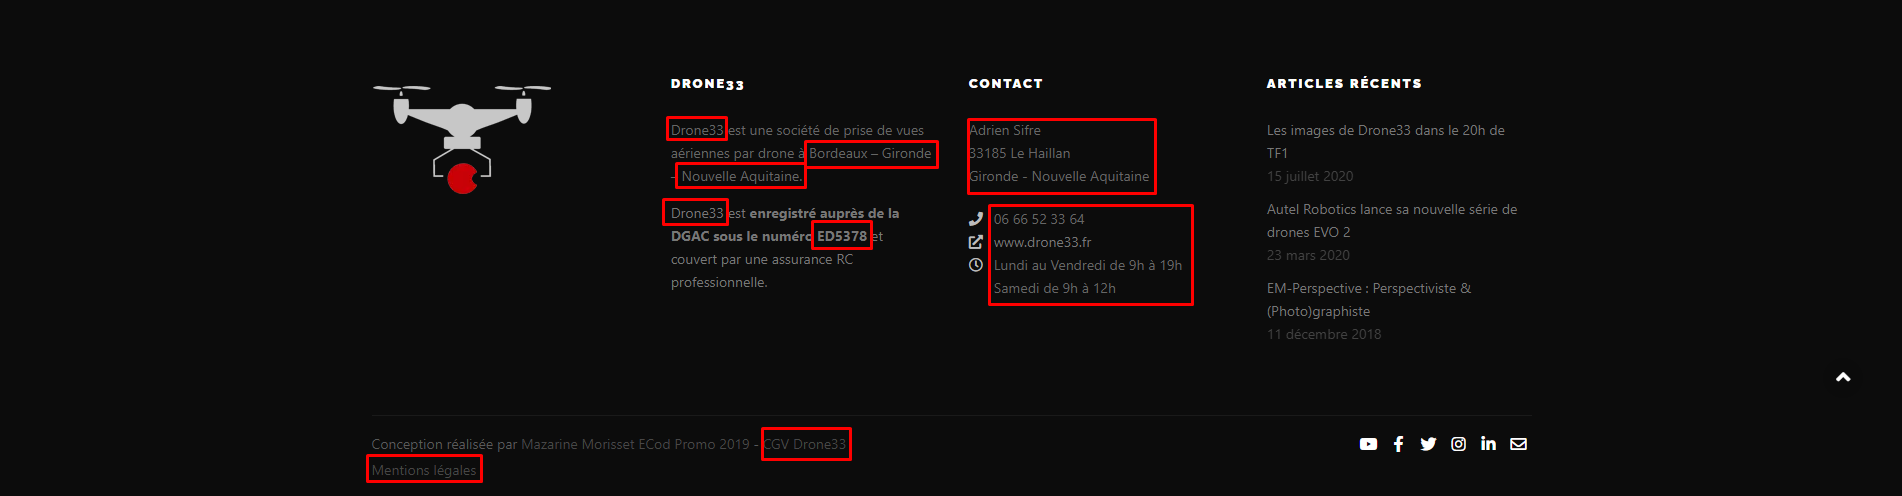 DRONE33
Drone33 est une société de prise de vues
aériennes par drone à Bordeaux – Gironde
- Nouvelle Aquitaine.
Drone33 est enregistré auprès de la
DGAC sous le numéro ED5378 et
couvert par une assurance RC
professionnelle.
CONTACT
Adrien Sifre
33185 Le Haillan
Gironde - Nouvelle Aquitaine
06 66 52 33 64
www.drone33.fr
Lundi au Vendredi de 9h à 19h
Samedi de 9h à 12h
ARTICLES RÉCENTS
Les images de Drone33 dans le 20h de
TF1
15 juillet 2020
Autel Robotics lance sa nouvelle série de
drones EVO 2
23 mars 2020
EM-Perspective : Perspectiviste &
(Photo)graphiste
11 décembre 2018
Conception réalisée par Mazarine Morisset ECod Promo 2019 - CGV Drone33
Mentions légales